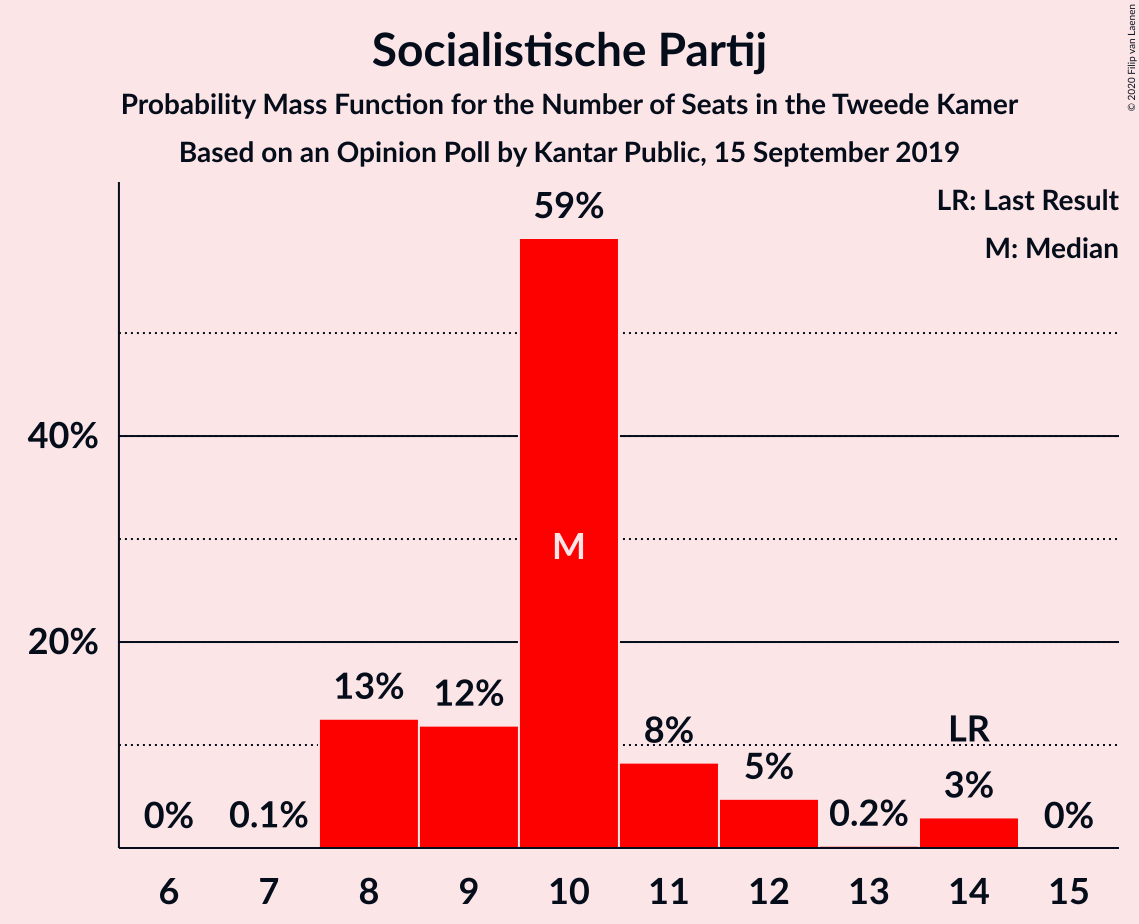 Socialistische Partij
Probability Mass Function for the Number of Seats in the Tweede Kamer
Based on an Opinion Poll by Kantar Public, 15 September 2019
© 2020 Filip van Laenen
LR: Last Result
M: Median
59%
40%
M
20%
13%
12%
8%
LR
5%
3%
0%
0.1%
0.2%
0%
6 7 8 9 10 11 12 13 14 15